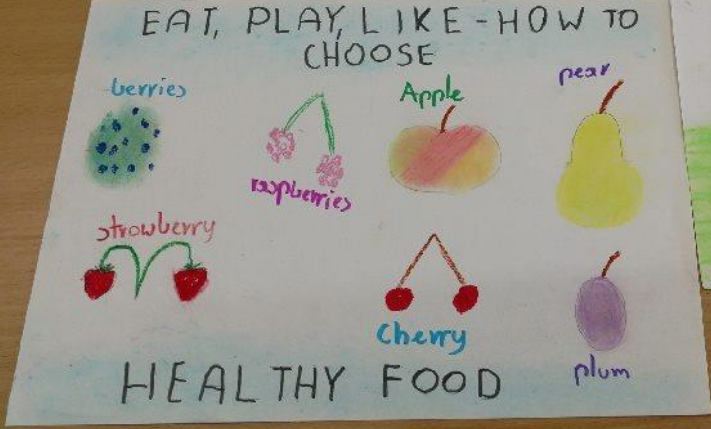 EAT, PLAY, LIKE - HOW TO
CHOOSE
berries
raspberries
Apple
pear
strowberry
Cherry
plum
HEALTHY FOOD